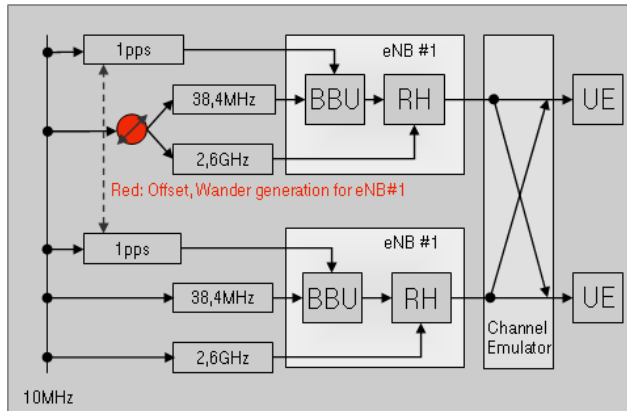 1pps
eNB #1
38,4MHz
BBU
RH
UE
2,6GHz
Red: Offset, Wander generation for eNB#1
1pps
eNB #1
38,4MHz
BBU
RH
UE
2,6GHz
Channel
Emulator
10MHz